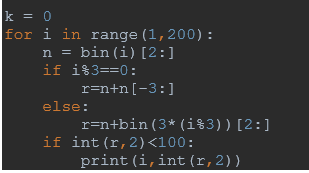 k = 0
for i in range(1,200):
    n = bin(i)[2:]
    if i%3==0:
        r=n+n[-3:]
    else:
        r=n+bin(3*(i%3))[2:]
    if int(r,2)<100:
        print(i,int(r,2))